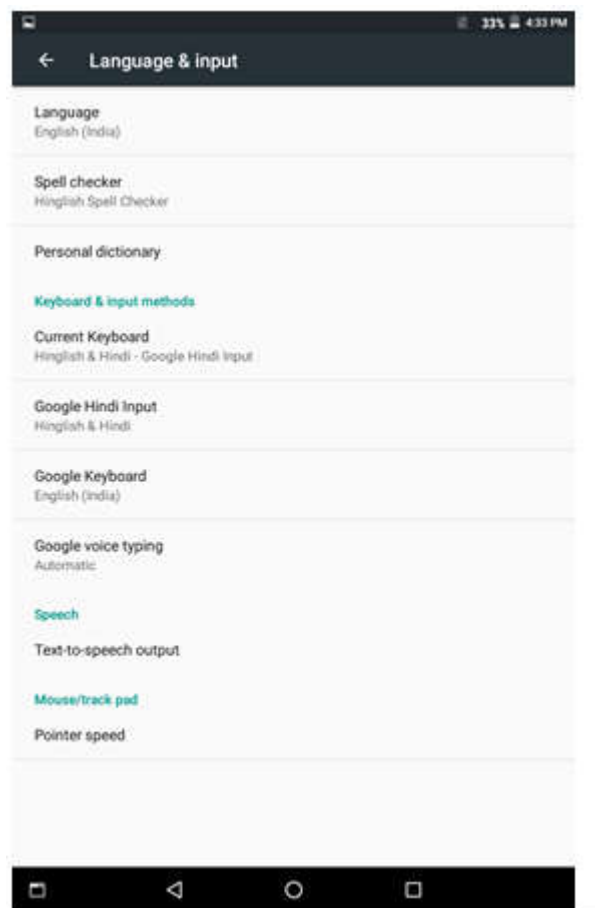 33% 4:33 PM
Language & input
Language
English (India)
Spell checker
Hinglish Spell Checker
Personal dictionary
Keyboard & input methods
Current Keyboard
Hinglish & Hindi - Google Hindi Input
Google Hindi Input
Hinglish & Hindi
Google Keyboard
English (India)
Google voice typing
Automatic
Speech
Text-to-speech output
Mouse/track pad
Pointer speed